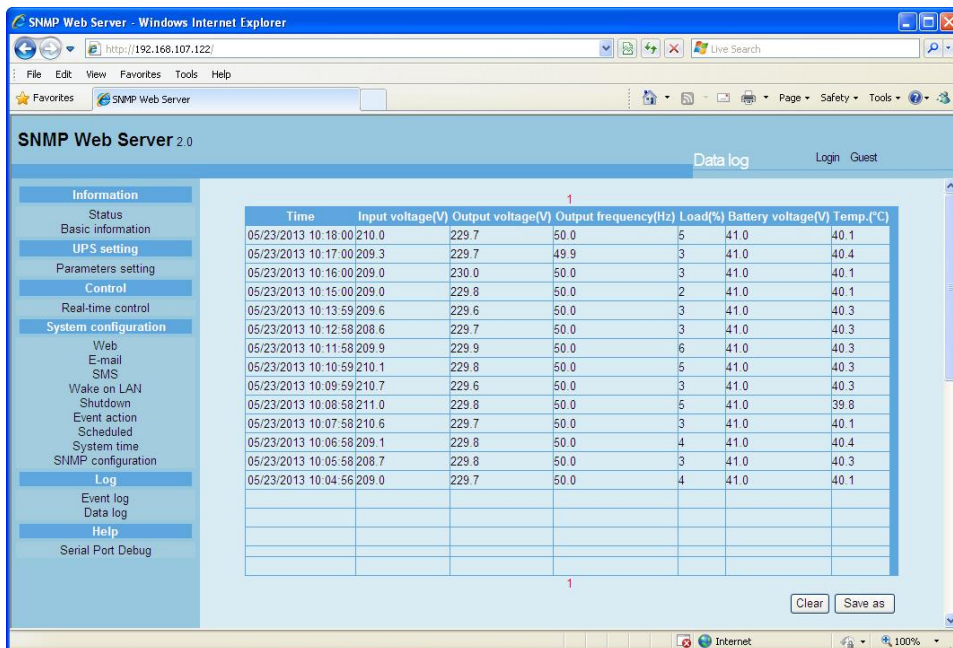 SNMP Web Server - Windows Internet Explorer
http://192.168.107.122/
Live Search
File Edit View Favorites Tools Help
Favorites SNMP Web Server Page Safety Tools
SNMP Web Server 2.0
Data log Login Guest
Information
Status
Basic information
UPS setting
Parameters setting
Control
Real-time control
System configuration
Web
E-mail
SMS
Wake on LAN
Shutdown
Event action
Scheduled
System time
SNMP configuration
Log
Event log
Data log
Help
Serial Port Debug
1
Time Input voltage(V) Output voltage(V) Output frequency(Hz) Load(%) Battery voltage(V) Temp.(°C)
05/23/2013 10:18:00 210.0 229.7 50.0 5 41.0 40.1
05/23/2013 10:17:00 209.3 229.7 49.9 3 41.0 40.4
05/23/2013 10:16:00 209.0 230.0 50.0 3 41.0 40.1
05/23/2013 10:15:00 209.0 229.8 50.0 2 41.0 40.1
05/23/2013 10:13:59 209.6 229.6 50.0 3 41.0 40.3
05/23/2013 10:12:58 208.6 229.7 50.0 3 41.0 40.3
05/23/2013 10:11:58 209.9 229.9 50.0 6 41.0 40.3
05/23/2013 10:10:59 210.1 229.8 50.0 5 41.0 40.3
05/23/2013 10:09:59 210.7 229.6 50.0 3 41.0 40.3
05/23/2013 10:08:58 211.0 229.8 50.0 5 41.0 39.8
05/23/2013 10:07:58 210.6 229.7 50.0 3 41.0 40.1
05/23/2013 10:06:58 209.1 229.8 50.0 4 41.0 40.4
05/23/2013 10:05:58 208.7 229.8 50.0 3 41.0 40.3
05/23/2013 10:04:56 209.0 229.7 50.0 4 41.0 40.1
1
Clear Save as
Internet 100%